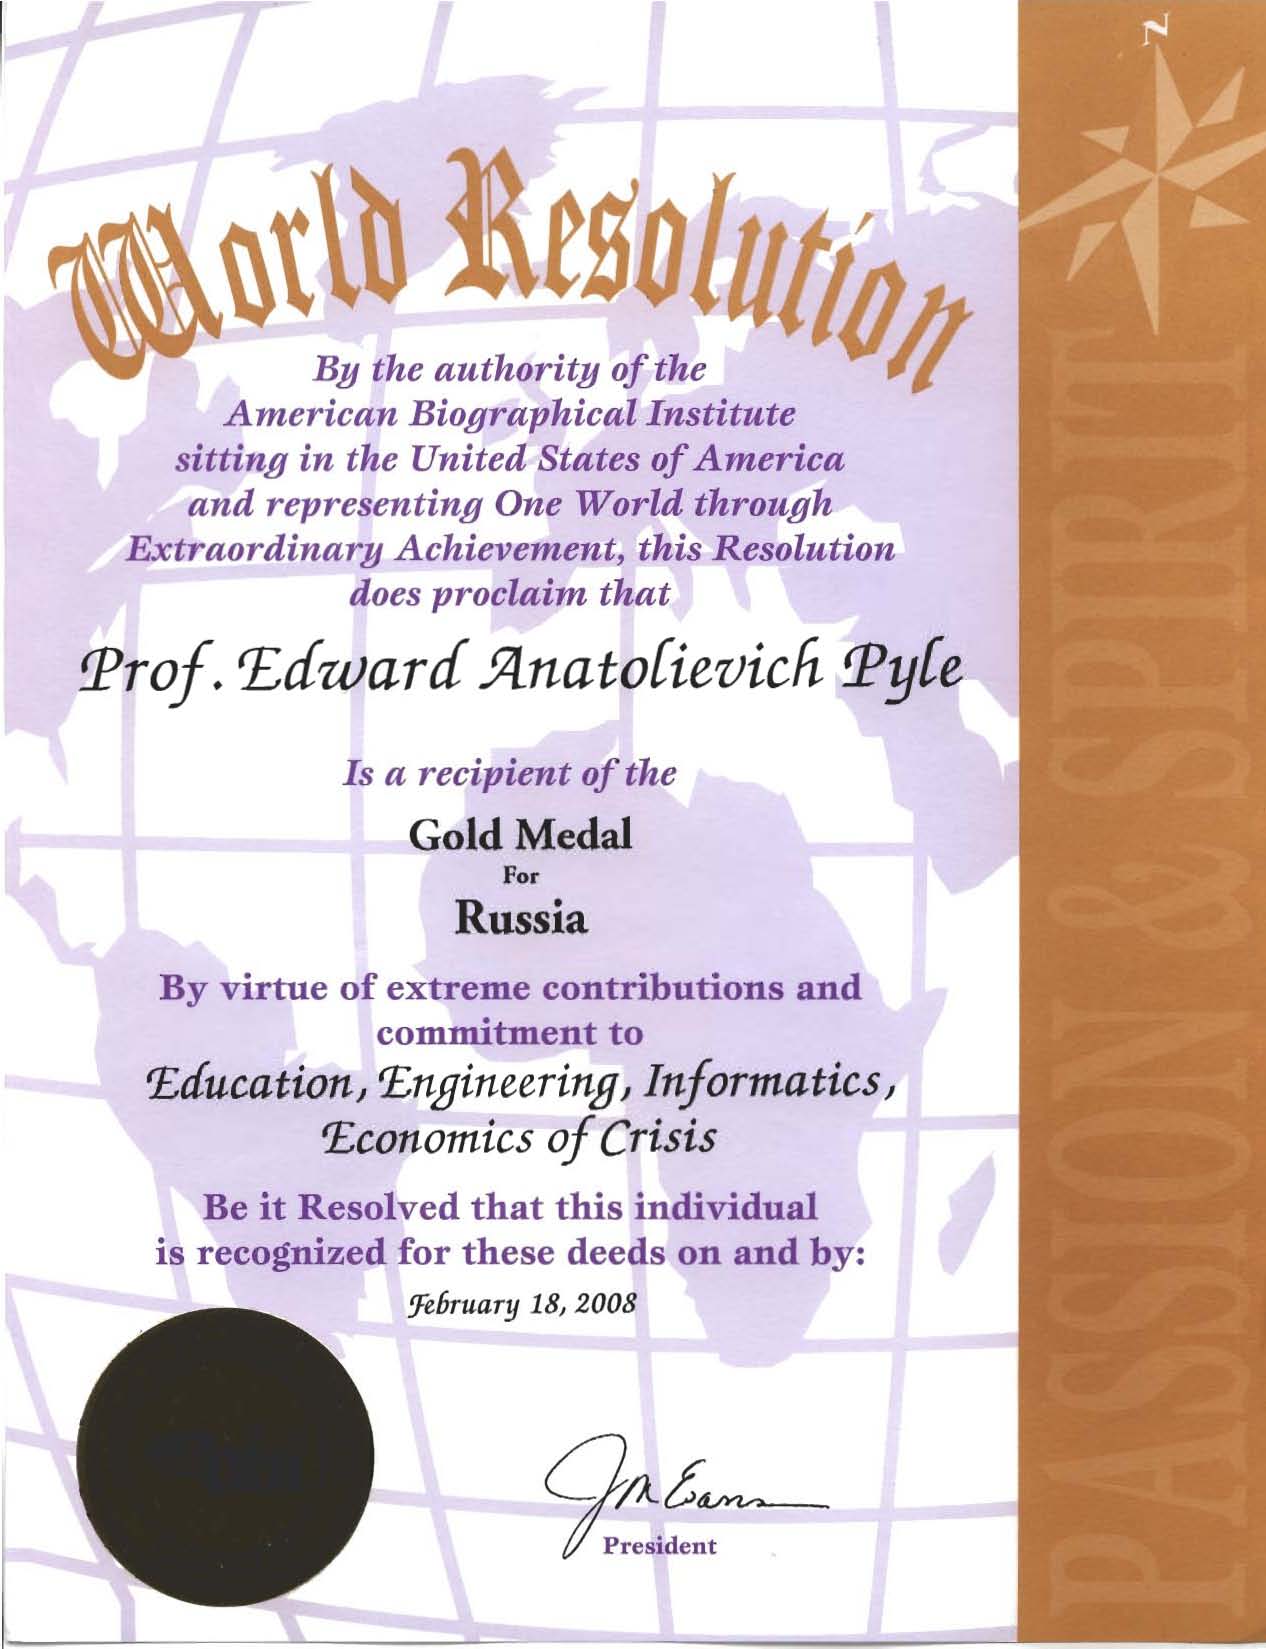 World Resolution
By the authority of the
American Biographical Institute
sitting in the United States of America
and representing One World through
Extraordinary Achievement, this Resolution
does proclaim that
Prof. Edward Anatolievich Pyle
Is a recipient of the
Gold Medal
For
Russia
By virtue of extreme contributions and
commitment to
Education, Engineering, Informatics,
Economics of Crisis
Be it Resolved that this individual
is recognized for these deeds on and by:
February 18, 2008
JM Evans
President
N
PASSION & SPIRIT